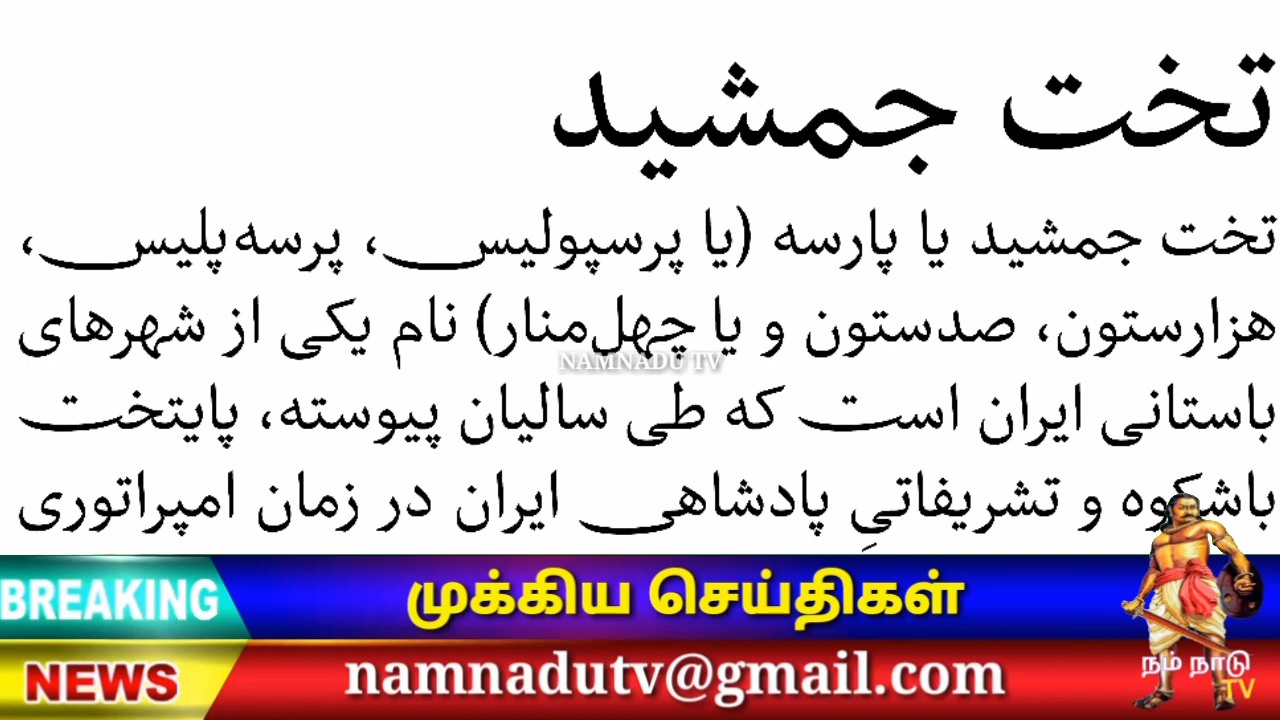 تخت جمشید
تخت جمشید یا پارسه (یا پرسپولیس، پرسه‌پلیس،
هزارستون، صدستون و یا چهل‌منار) نام یکی از شهرهای
NAMNADU TV
باستانی ایران است که طی سالیان پیوسته، پایتخت
باشکوه و تشریفاتیِ پادشاهی ایران در زمان امپراتوری
BREAKING
முக்கிய செய்திகள்
NEWS
namnadutv@gmail.com
நம் நாடு
TV